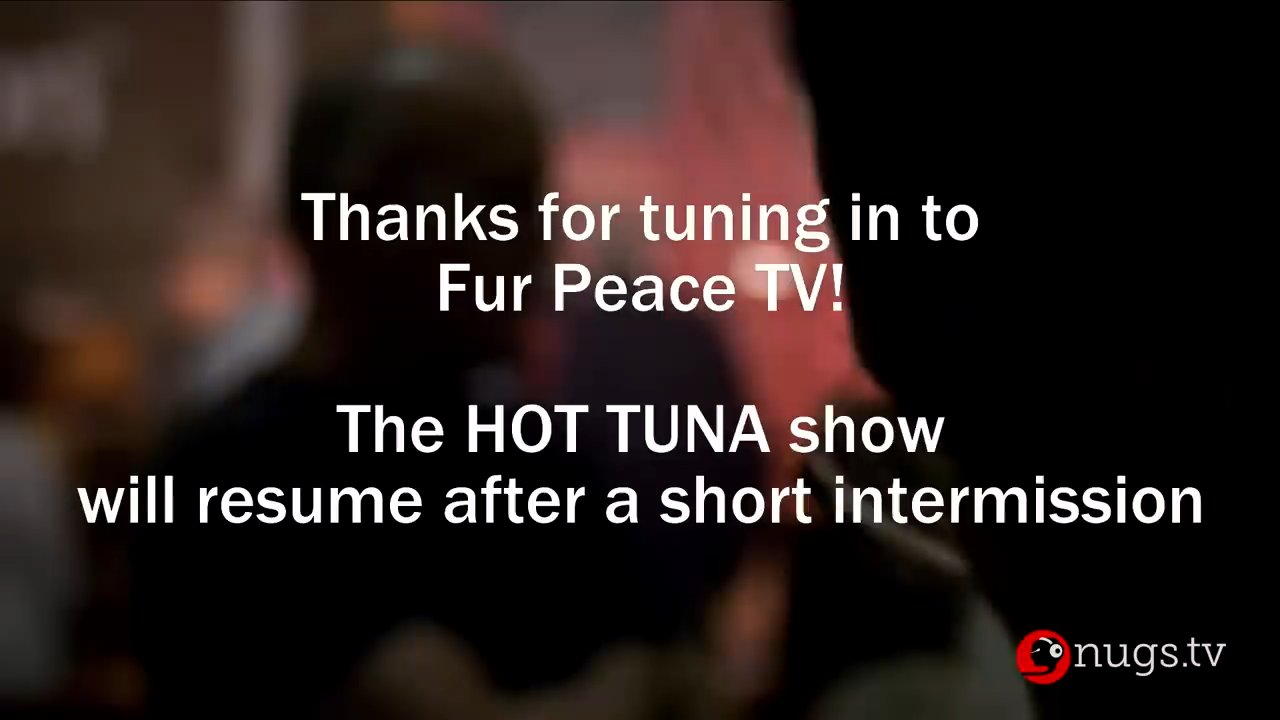 Thanks for tuning in to
Fur Peace TV!
The HOT TUNA show
will resume after a short intermission
nugs.tv